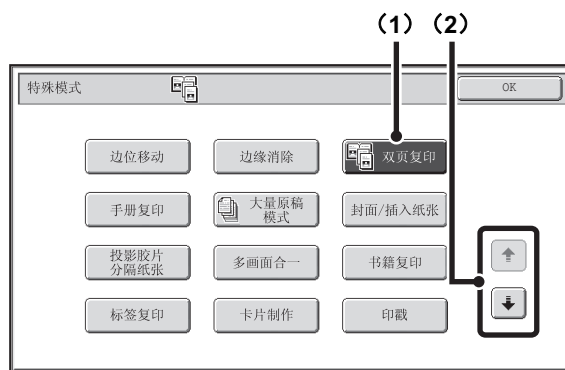 (1) (2)
特殊模式 OK
边位移动 边缘消除 双页复印
手册复印 大量原稿
模式 封面/插入纸张
投影胶片
分隔纸张 多画面合一 书籍复印
标签复印 卡片制作 印戳